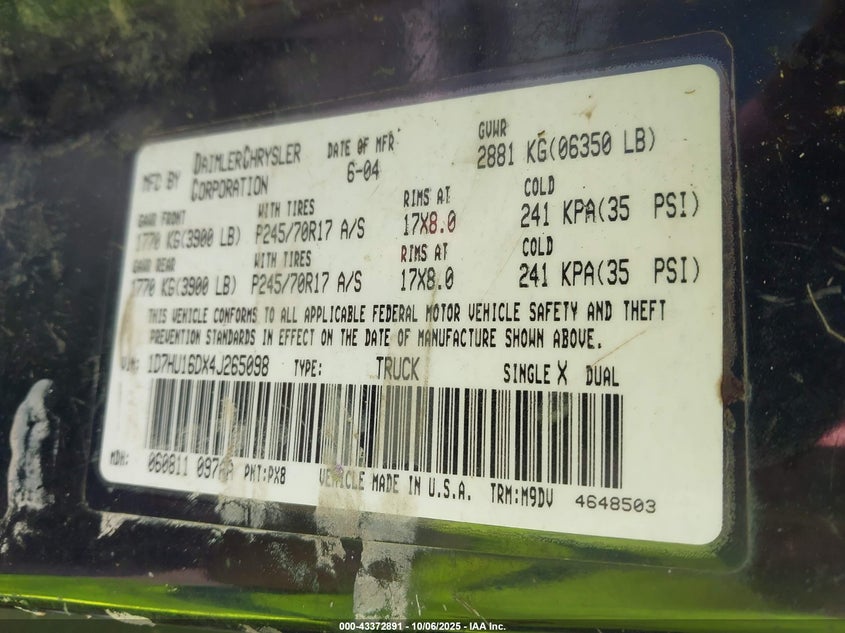 MFD BY DAIMLERCHRYSLER CORPORATION
DATE OF MFR 6-04
GVWR 2881 KG(06350 LB)
GAWR FRONT 1770 KG(3900 LB)
WITH TIRES P245/70R17 A/S
RIMS AT 17X8.0
COLD 241 KPA(35 PSI)
GAWR REAR 1770 KG(3900 LB)
WITH TIRES P245/70R17 A/S
RIMS AT 17X8.0
COLD 241 KPA(35 PSI)
THIS VEHICLE CONFORMS TO ALL APPLICABLE FEDERAL MOTOR VEHICLE SAFETY AND THEFT
PREVENTION STANDARDS IN EFFECT ON THE DATE OF MANUFACTURE SHOWN ABOVE.
VIN: 1D7HU16DX4J265098 TYPE: TRUCK SINGLE X DUAL
MDH: 060811 PNT:PX8 VEHICLE MADE IN U.S.A. TRM:M9DV 4648503
000-43372891 • 10/06/2025 • IAA Inc.